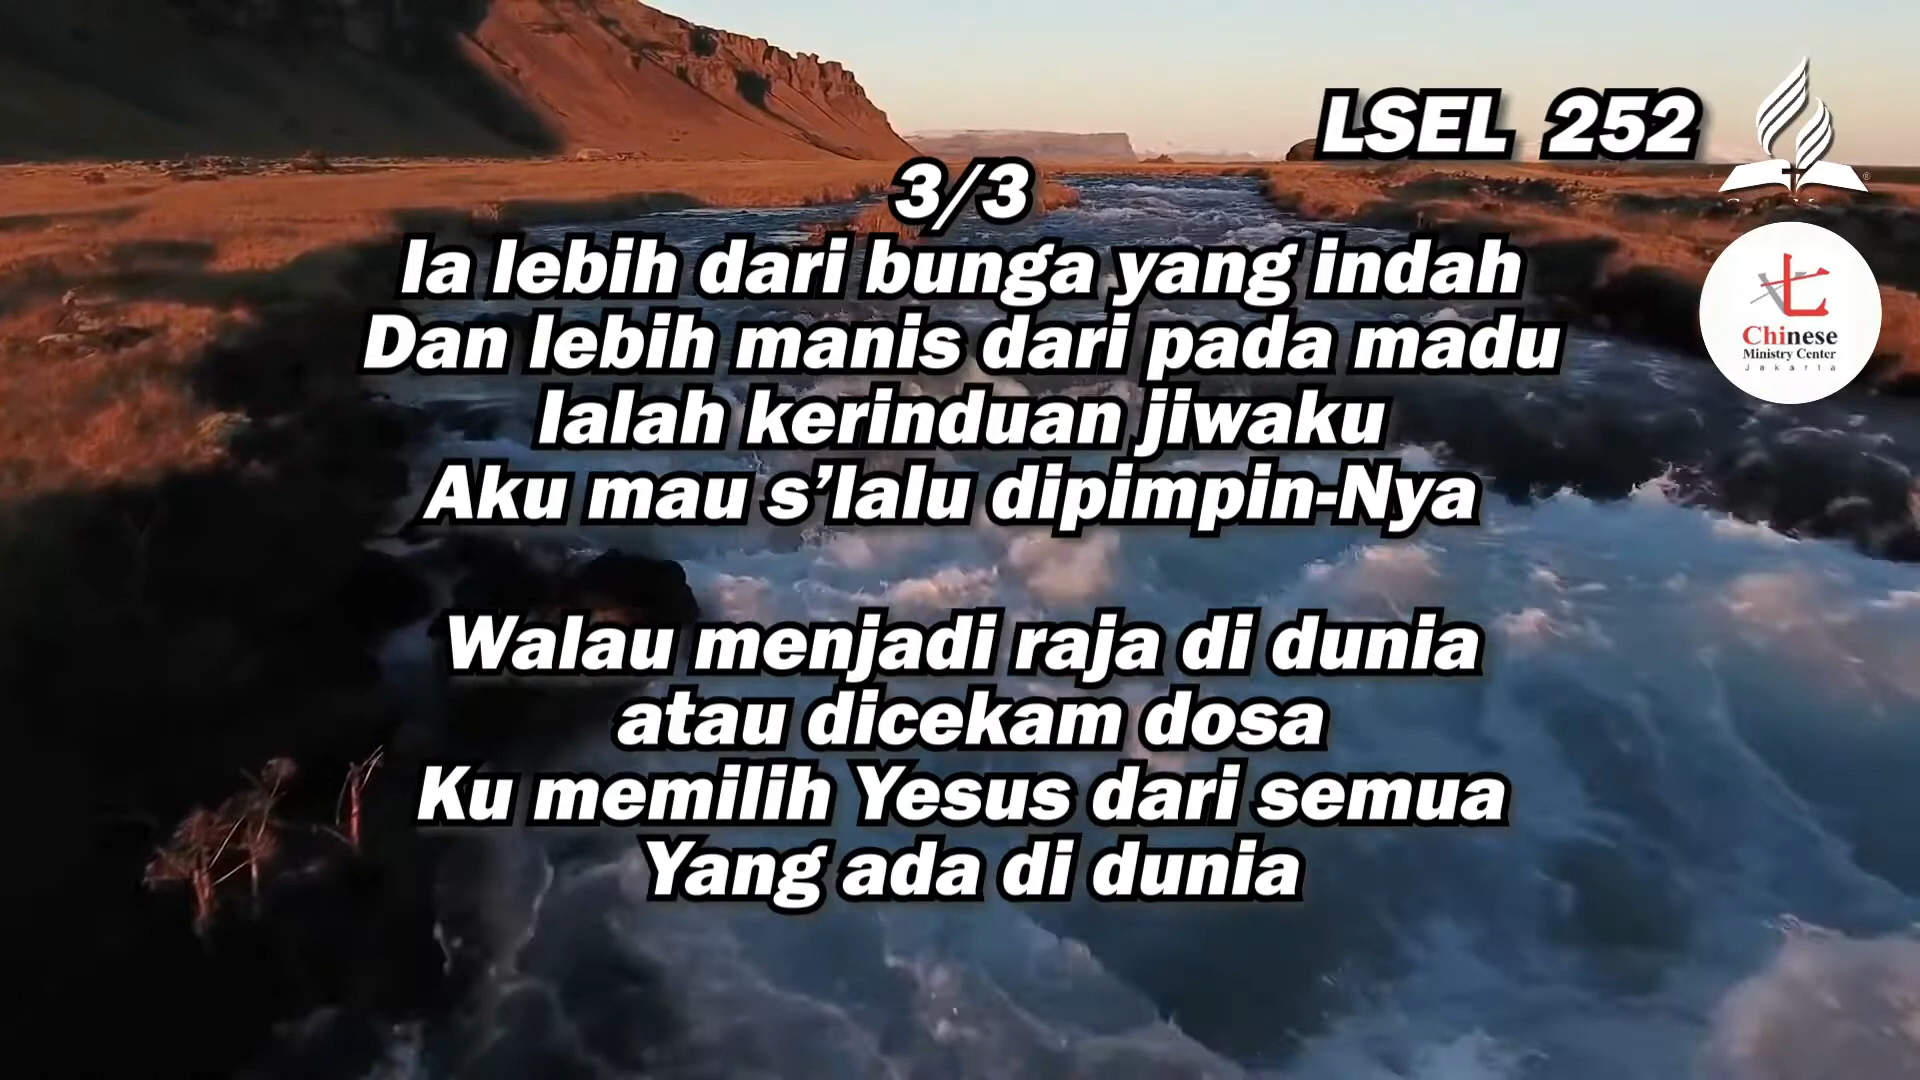 LSEL 252
3/3
Ia lebih dari bunga yang indah
Dan lebih manis dari pada madu
Ialah kerinduan jiwaku
Aku mau s’lalu dipimpin-Nya
Walau menjadi raja di dunia
atau dicekam dosa
Ku memilih Yesus dari semua
Yang ada di dunia
®
Chinese
Ministry Center
Jakarta